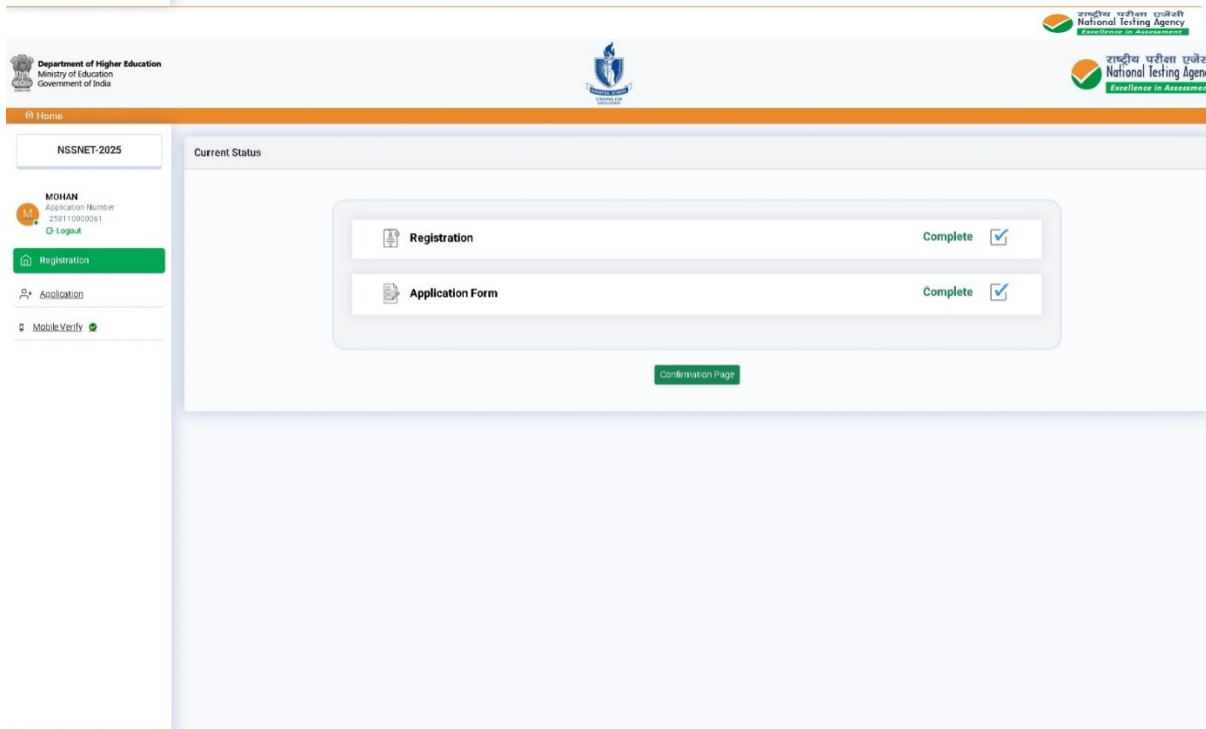 राष्ट्रीय परीक्षा एजेंसी
National Testing Agency
Excellence in Assessment
Department of Higher Education
Ministry of Education
Government of India
राष्ट्रीय परीक्षा एजें
National Testing Agen
Excellence in Assessmen
Home
NSSNET-2025
Current Status
M
MOHAN
Application Number
Logout
Registration
Application
Mobile Verify
Registration Complete
Application Form Complete
Confirmation Page